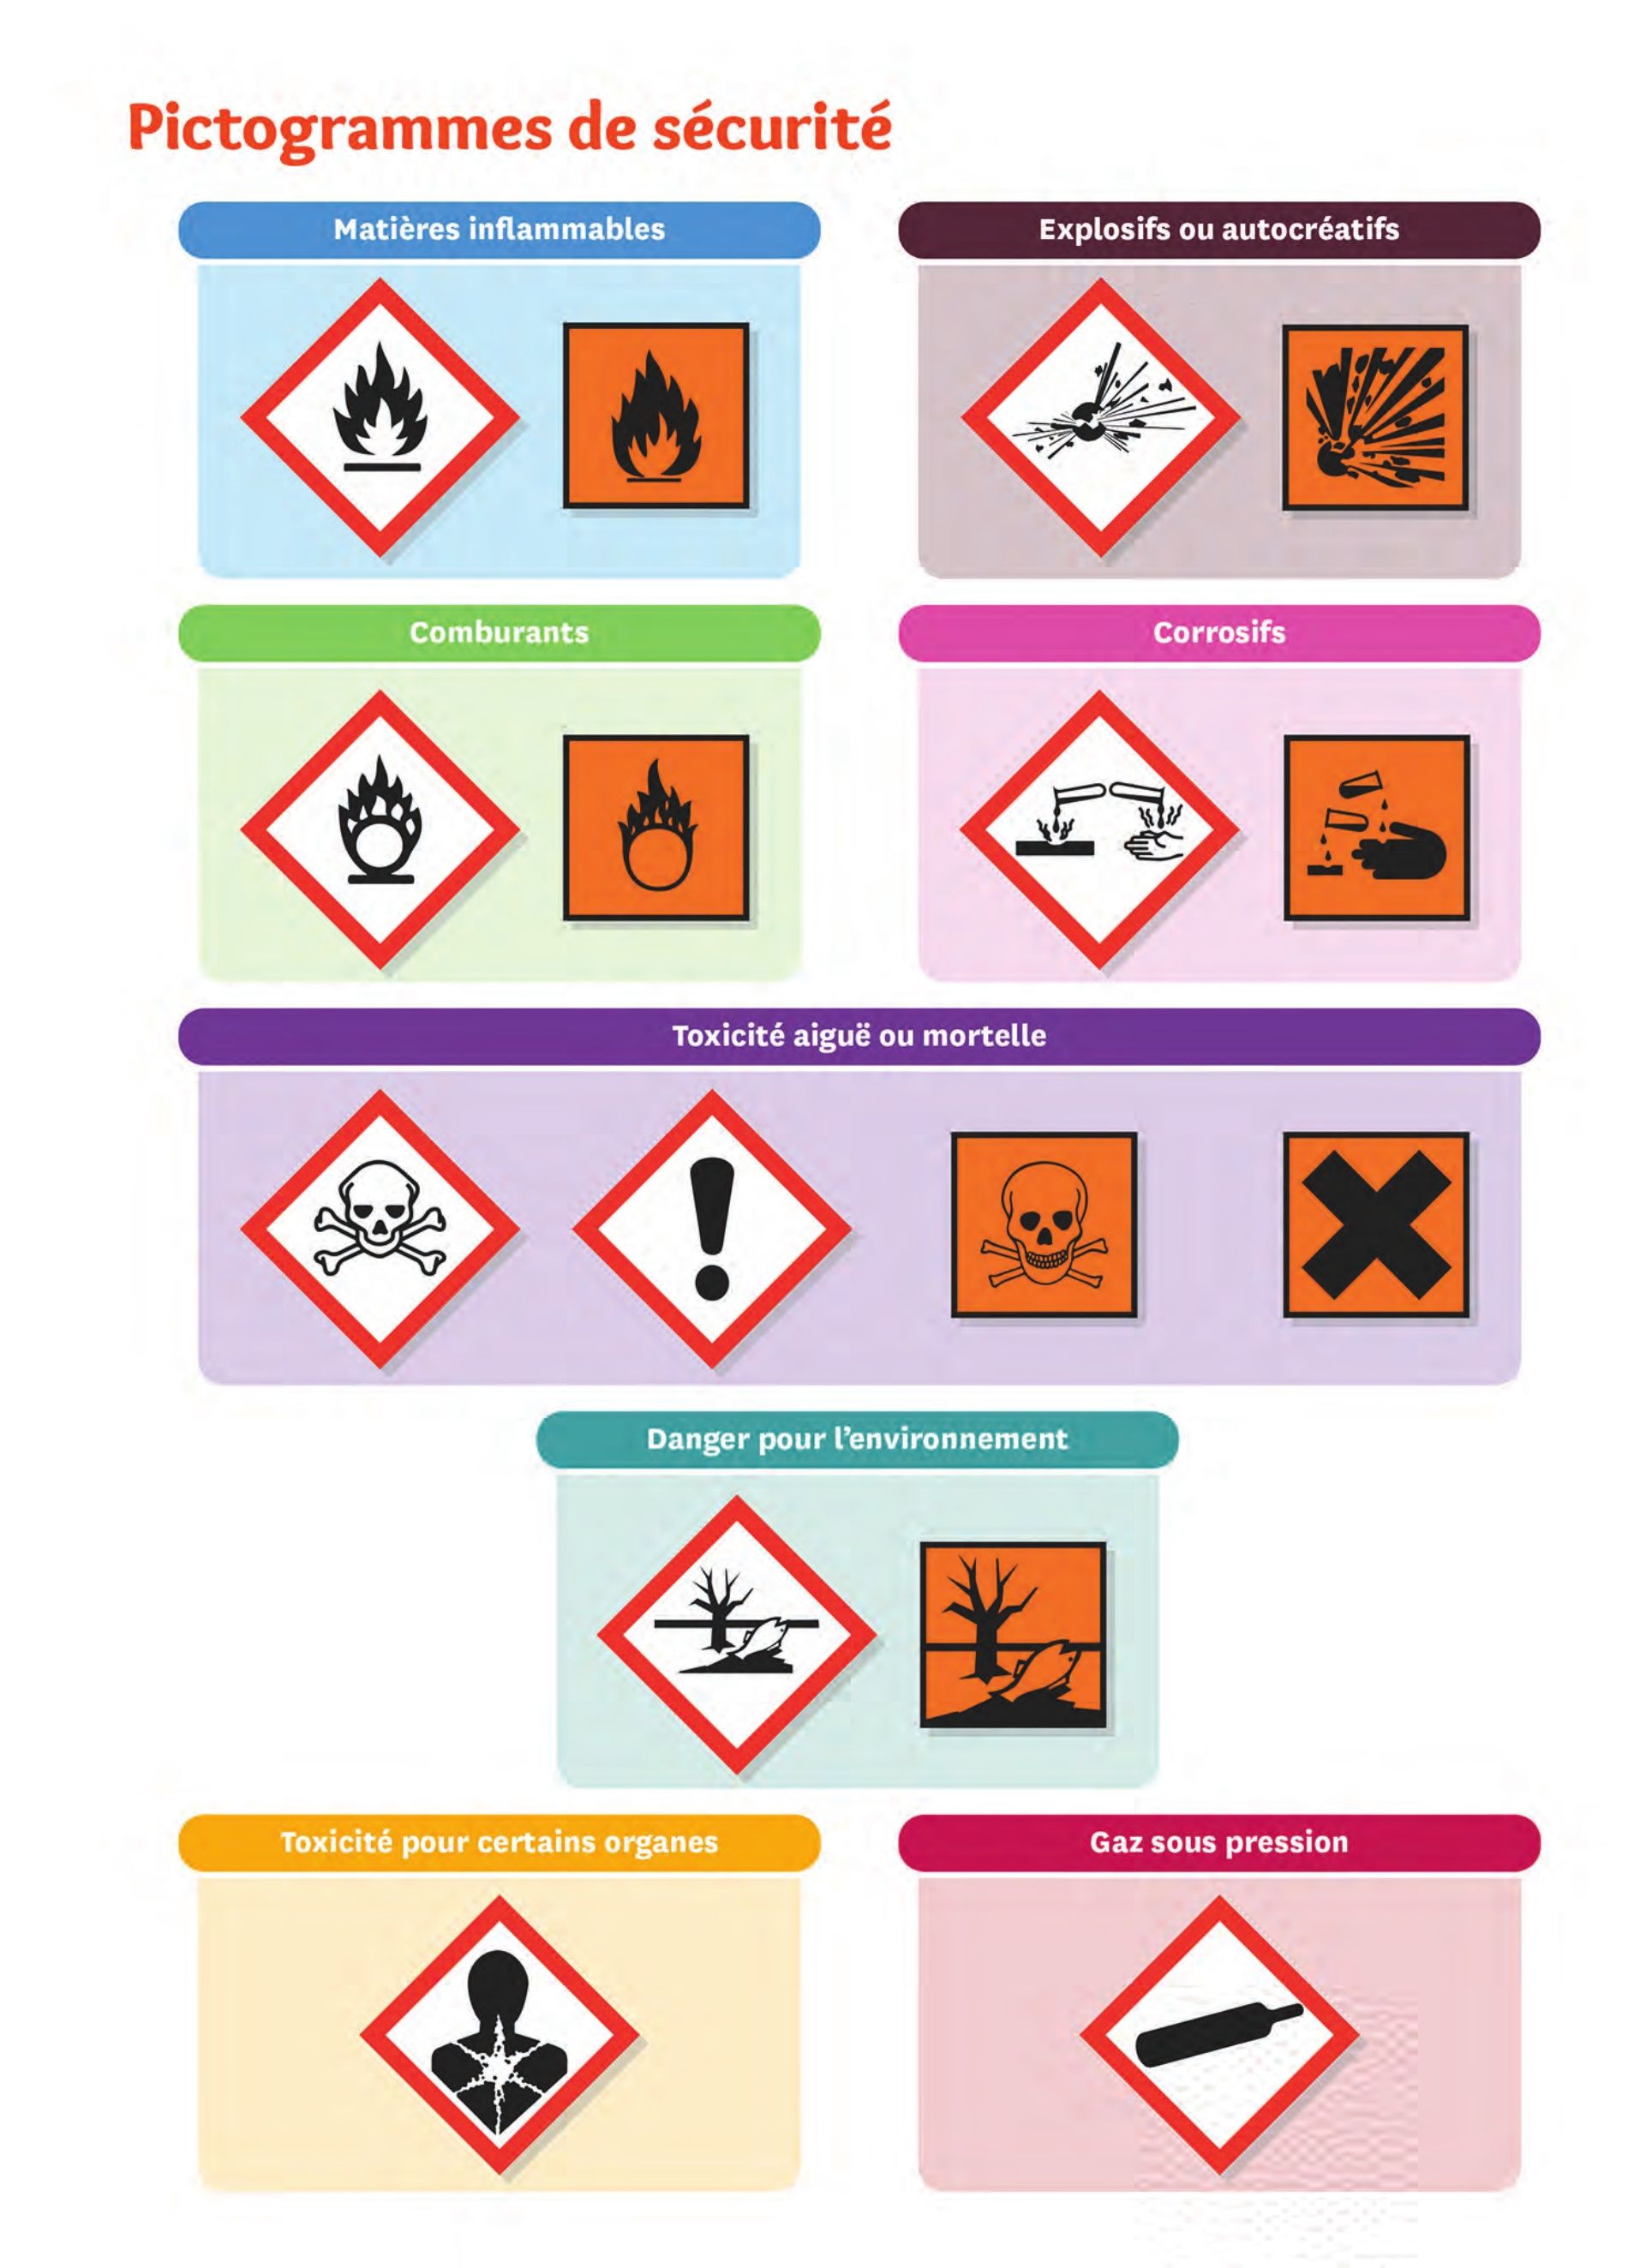 Pictogrammes de sécurité
Matières inflammables
Explosifs ou autocréatifs
Comburants
Corrosifs
Toxicité aiguë ou mortelle
Danger pour l'environnement
Toxicité pour certains organes
Gaz sous pression